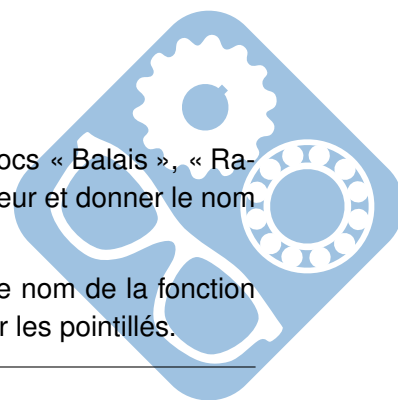 ocs « Balais », « Ra-
eur et donner le nom
e nom de la fonction
r les pointillés.